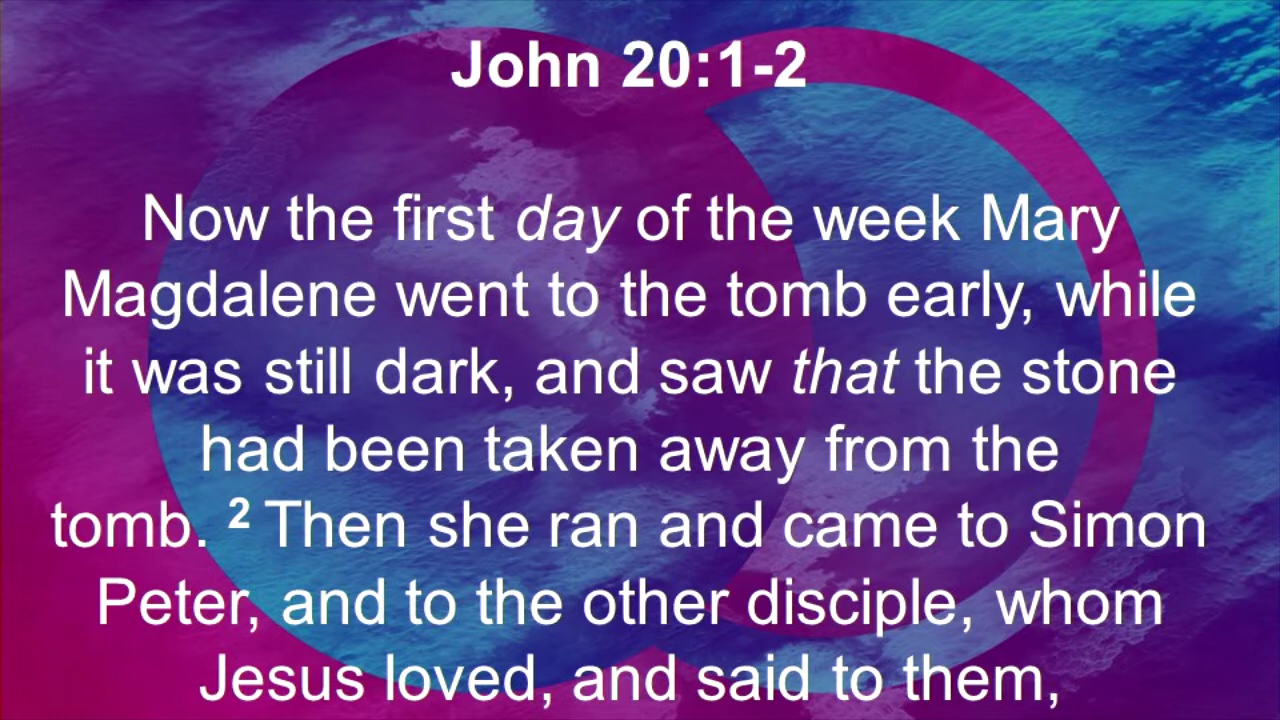 John 20:1-2
Now the first day of the week Mary
Magdalene went to the tomb early, while
it was still dark, and saw that the stone
had been taken away from the
tomb. ² Then she ran and came to Simon
Peter, and to the other disciple, whom
Jesus loved, and said to them,